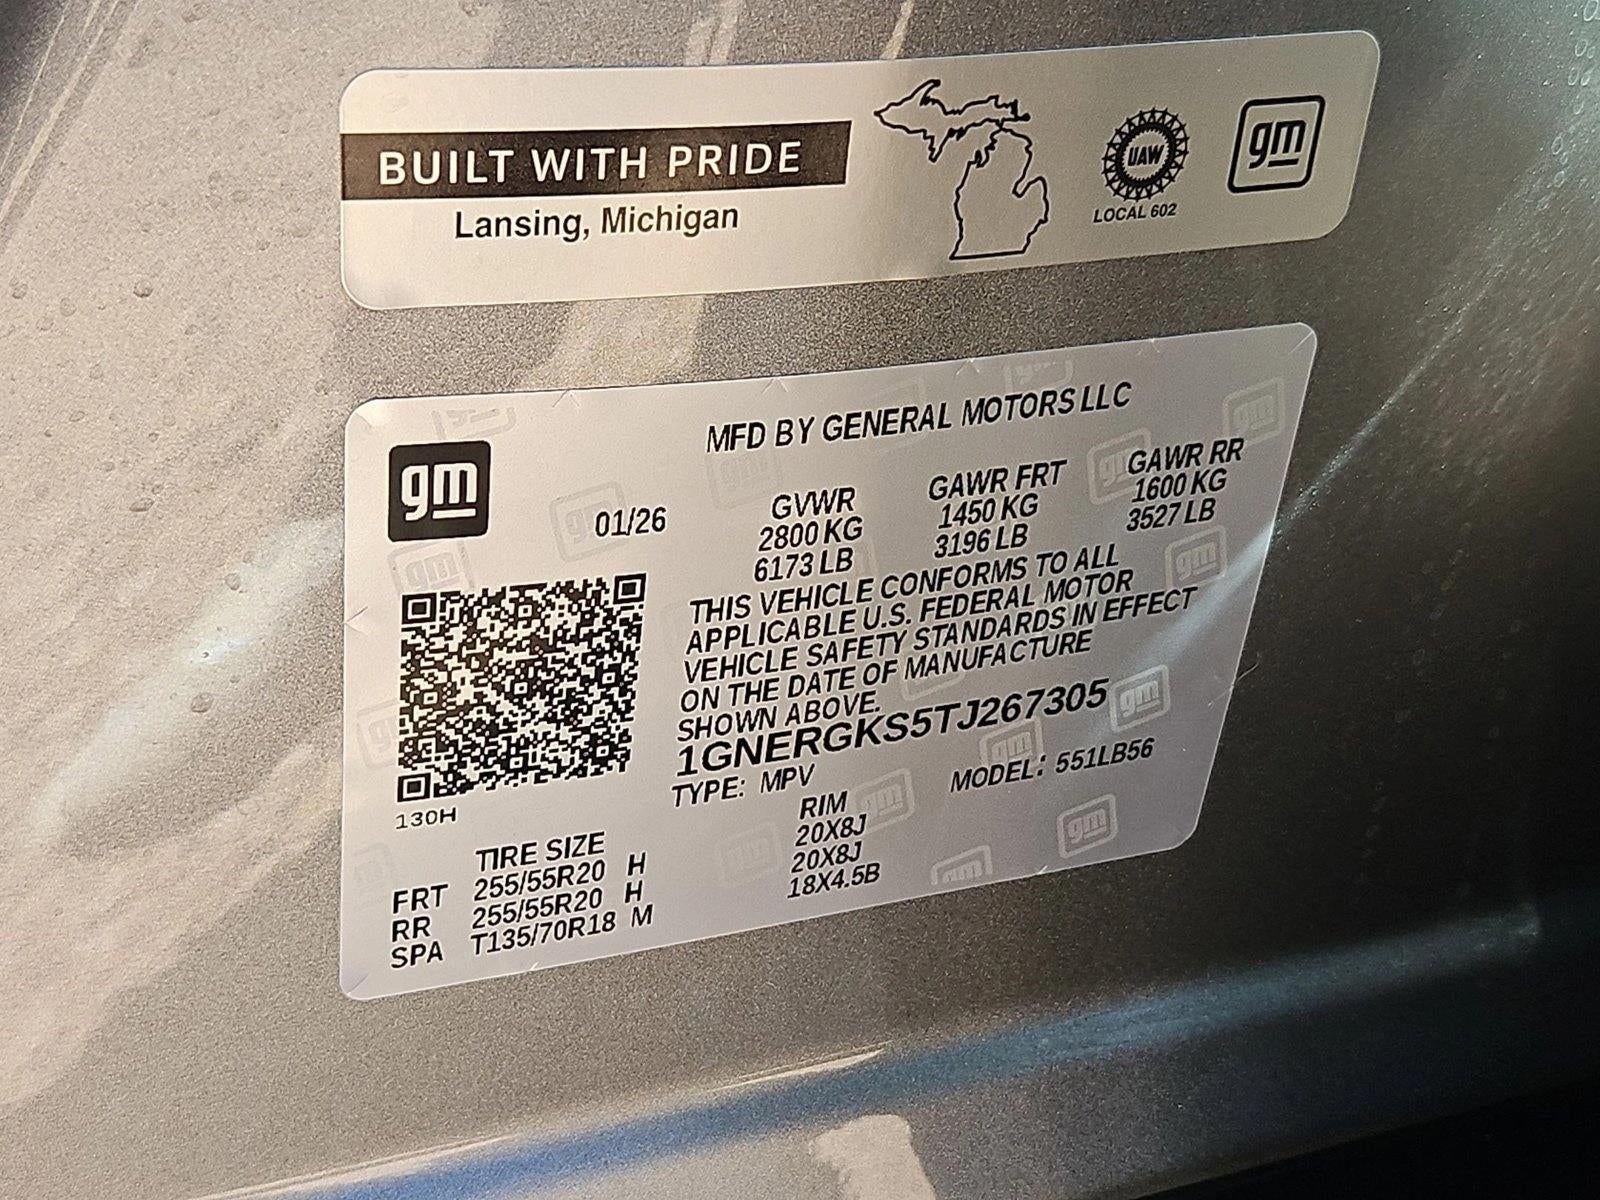 BUILT WITH PRIDE
Lansing, Michigan
UAW
LOCAL 602
gm
MFD BY GENERAL MOTORS LLC
gm
01/26
GVWR GAWR FRT GAWR RR
2800 KG 1450 KG 1600 KG
6173 LB 3196 LB 3527 LB
THIS VEHICLE CONFORMS TO ALL
APPLICABLE U.S. FEDERAL MOTOR
VEHICLE SAFETY STANDARDS IN EFFECT
ON THE DATE OF MANUFACTURE
SHOWN ABOVE.
1GNERGKS5TJ267305
TYPE: MPV MODEL: 551LB56
130H
TIRE SIZE RIM
FRT 255/55R20 H 20X8J
RR 255/55R20 H 20X8J
SPA T135/70R18 M 18X4.5B